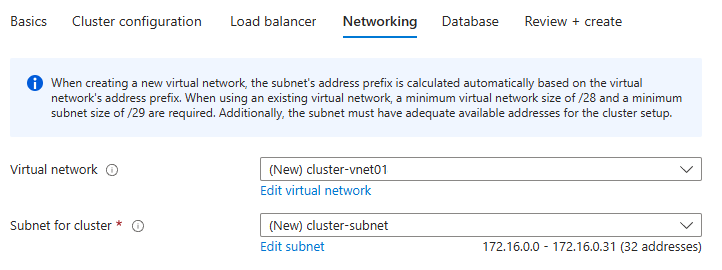 Basics Cluster configuration Load balancer Networking Database Review + create
When creating a new virtual network, the subnet's address prefix is calculated automatically based on the virtual
network's address prefix. When using an existing virtual network, a minimum virtual network size of /28 and a minimum
subnet size of /29 are required. Additionally, the subnet must have adequate available addresses for the cluster setup.
Virtual network (New) cluster-vnet01
Edit virtual network
Subnet for cluster * (New) cluster-subnet
Edit subnet 172.16.0.0 - 172.16.0.31 (32 addresses)